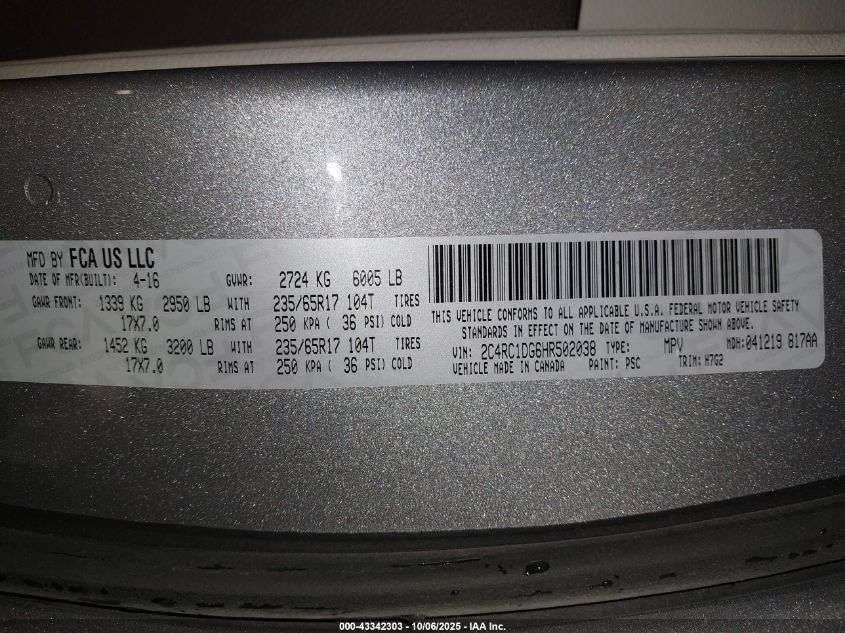 MFD BY FCA US LLC
DATE OF MFR(BUILT): 4-16 GVWR: 2724 KG 6005 LB
GAWR FRONT: 1339 KG 2950 LB WITH 235/65R17 104T TIRES
17X7.0 RIMS AT 250 KPA ( 36 PSI) COLD
GAWR REAR: 1452 KG 3200 LB WITH 235/65R17 104T TIRES
17X7.0 RIMS AT 250 KPA ( 36 PSI) COLD
THIS VEHICLE CONFORMS TO ALL APPLICABLE U.S.A. FEDERAL MOTOR VEHICLE SAFETY
STANDARDS IN EFFECT ON THE DATE OF MANUFACTURE SHOWN ABOVE.
VIN: 2C4RC1DG6HR502038 TYPE: MPV MDH: 041219 817AA
VEHICLE MADE IN CANADA PAINT: PSC TRIM: H7G2
000-43342303 - 10/06/2025 - IAA Inc.